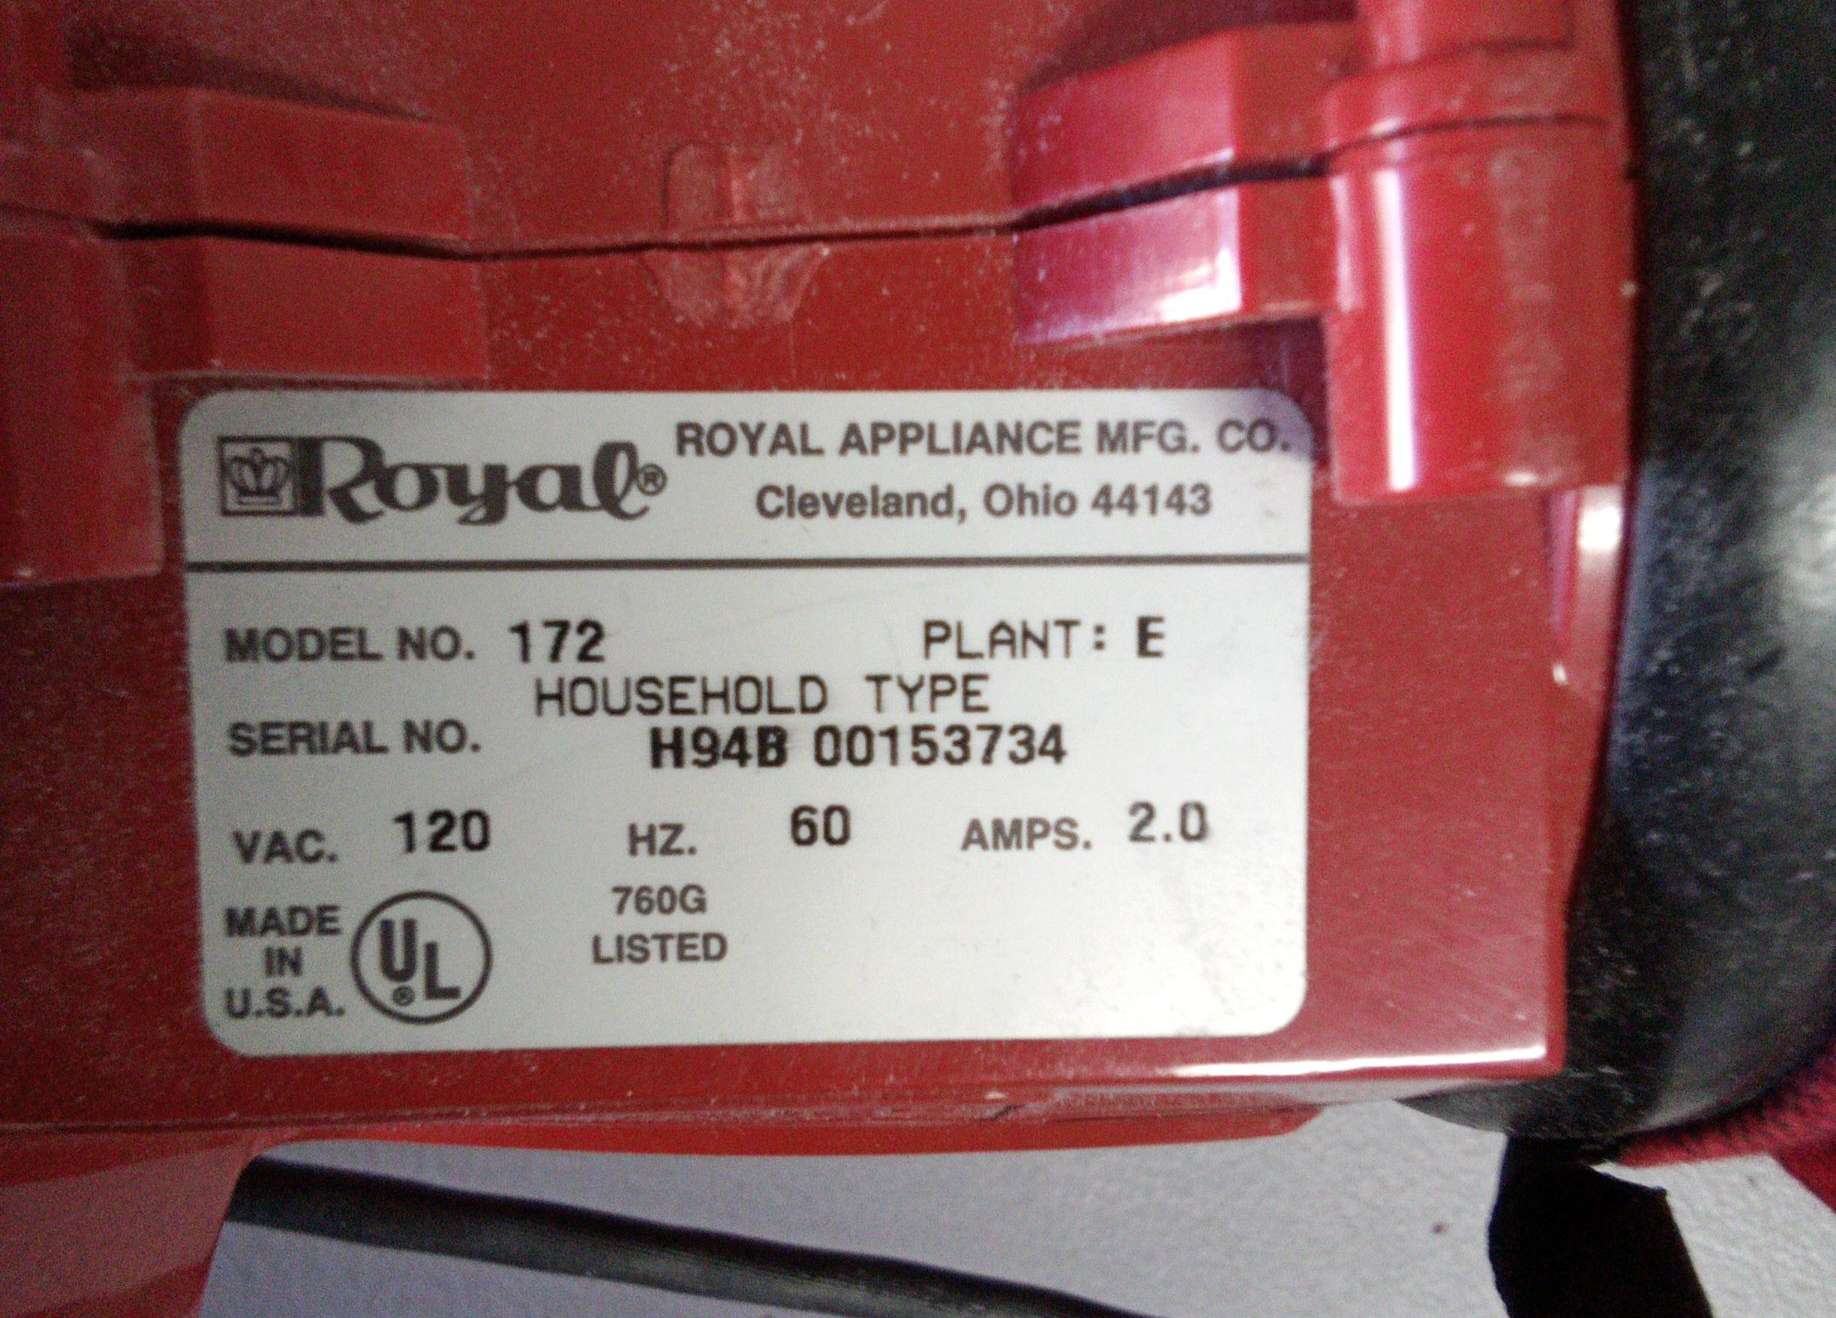 Royal® ROYAL APPLIANCE MFG. CO.
Cleveland, Ohio 44143
MODEL NO. 172 PLANT: E
HOUSEHOLD TYPE
SERIAL NO. H94B 00153734
VAC. 120 HZ. 60 AMPS. 2.0
MADE IN U.S.A.
UL®
760G
LISTED